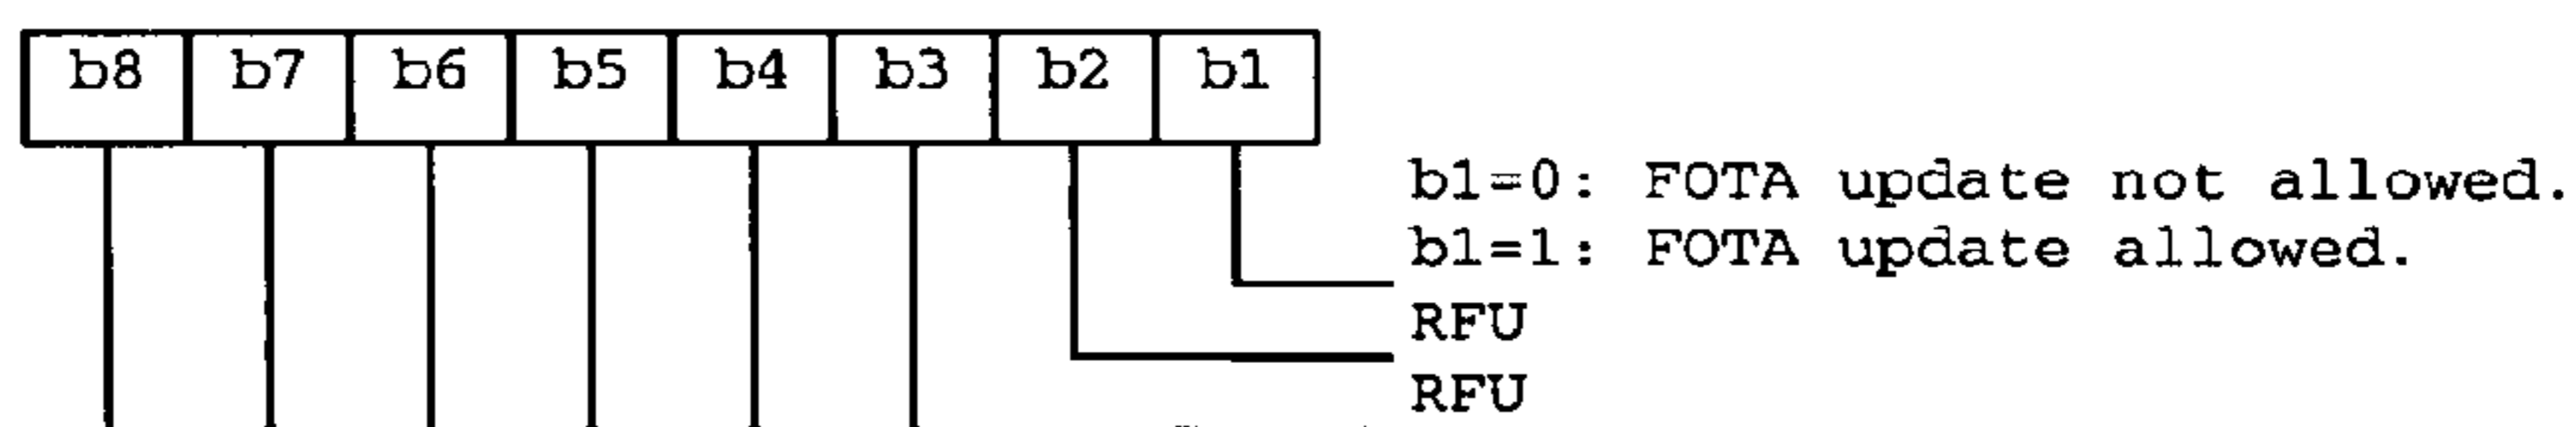 b8 b7 b6 b5 b4 b3 b2 b1
b1=0: FOTA update not allowed.
b1=1: FOTA update allowed.
RFU
RFU